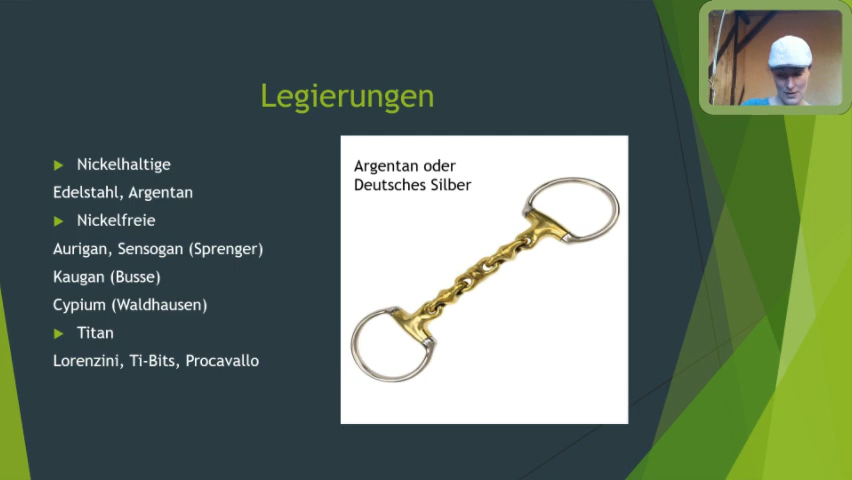 Legierungen
Nickelhaltige
Edelstahl, Argentan
Nickelfreie
Aurigan, Sensogan (Sprenger)
Kaugan (Busse)
Cypium (Waldhausen)
Titan
Lorenzini, Ti-Bits, Procavallo
Argentan oder
Deutsches Silber